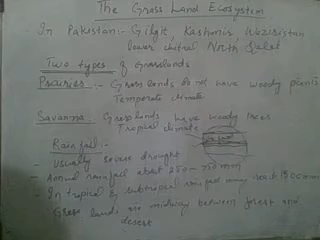 The Grass Land Ecosystem
In Pakistan:- Gilgit, Kashmir, Waziristan
lower chitral North
Two types of Grasslands
Prairies :- Grass lands do not have woody plants
Temperate climate
Savanna Grass lands have woody trees
Tropical climate
Rainfall :-
- Usually severe drought
- Annual rainfall about 250 - mm
- In tropical & subtropical rainfall may reach 1500 mm
- Grass lands are midway between forest and
desert